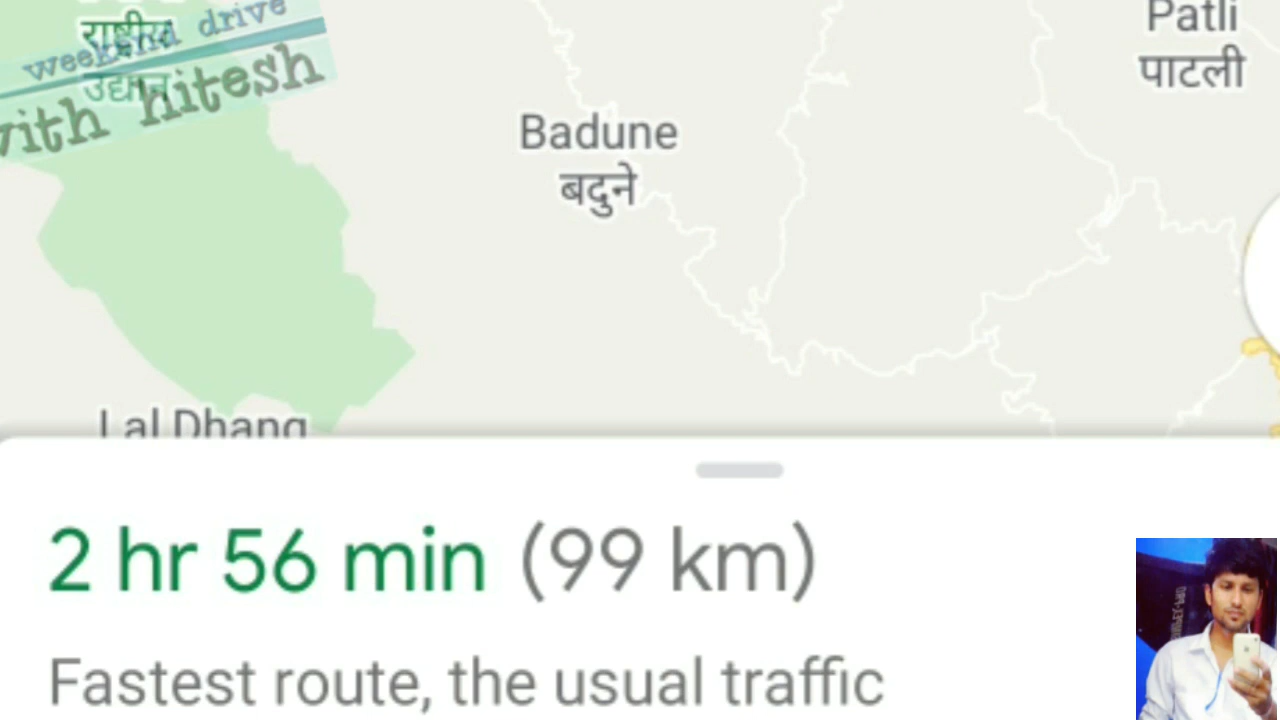 राष्ट्रीय
उद्यान
weekend drive
with hitesh
Patli
पाटली
Badune
बदुने
Lal Dhang
2 hr 56 min (99 km)
Fastest route, the usual traffic